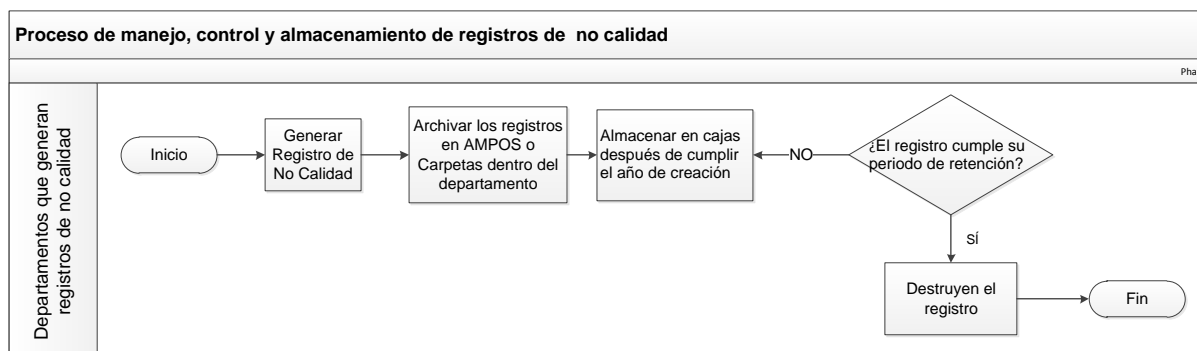 Proceso de manejo, control y almacenamiento de registros de no calidad
Pha
Departamentos que generan
registros de no calidad
Inicio
Generar
Registro de
No Calidad
Archivar los registros
en AMPOS o
Carpetas dentro del
departamento
Almacenar en cajas
después de cumplir
el año de creación
NO
¿El registro cumple su
periodo de retención?
SÍ
Destruyen el
registro
Fin